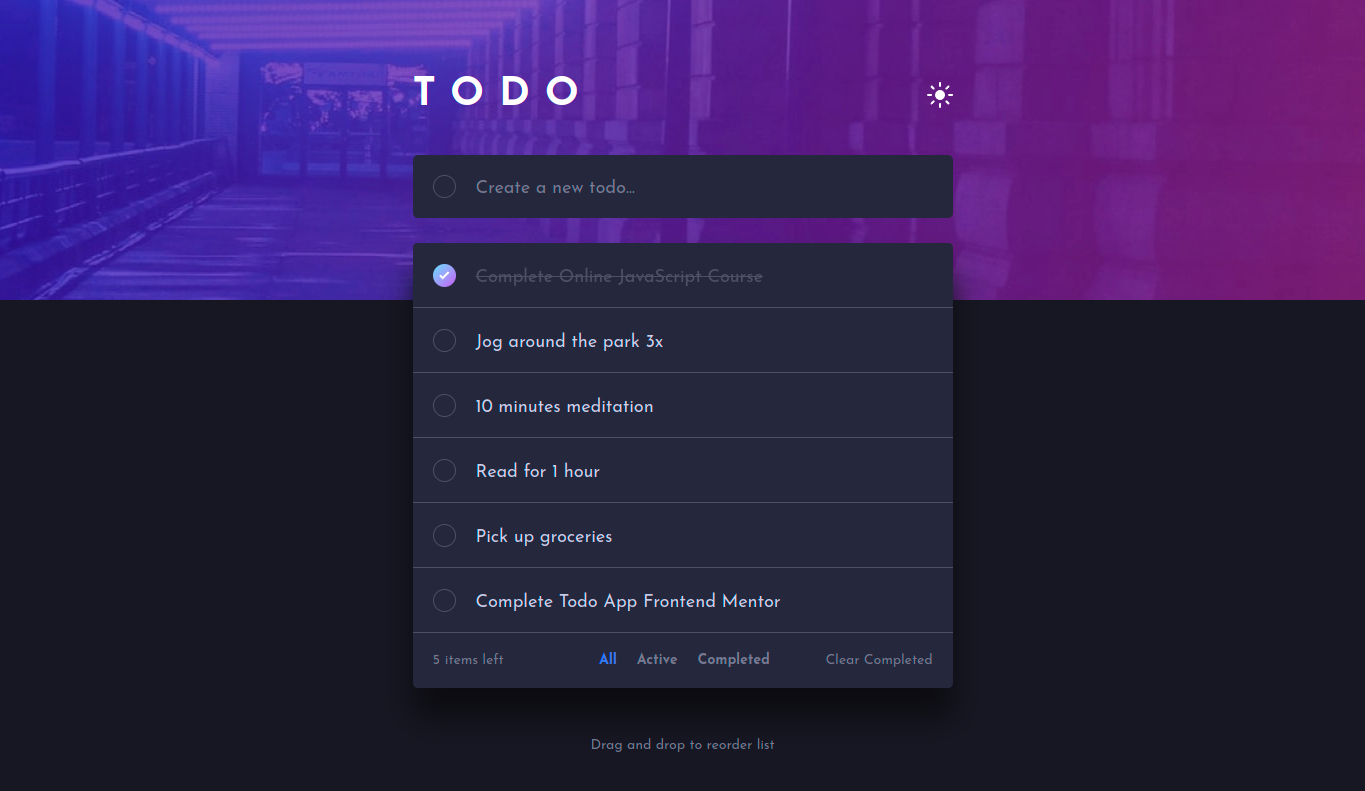 TODO
Create a new todo...
Complete Online JavaScript Course
Jog around the park 3x
10 minutes meditation
Read for 1 hour
Pick up groceries
Complete Todo App Frontend Mentor
5 items left All Active Completed Clear Completed
Drag and drop to reorder list